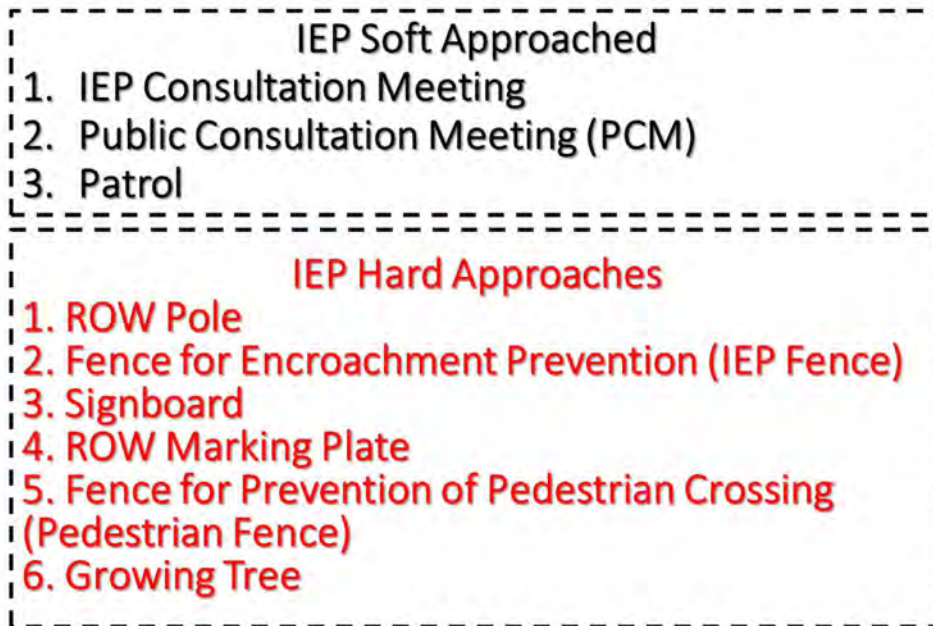 IEP Soft Approached
1. IEP Consultation Meeting
2. Public Consultation Meeting (PCM)
3. Patrol
IEP Hard Approaches
1. ROW Pole
2. Fence for Encroachment Prevention (IEP Fence)
3. Signboard
4. ROW Marking Plate
5. Fence for Prevention of Pedestrian Crossing
(Pedestrian Fence)
6. Growing Tree